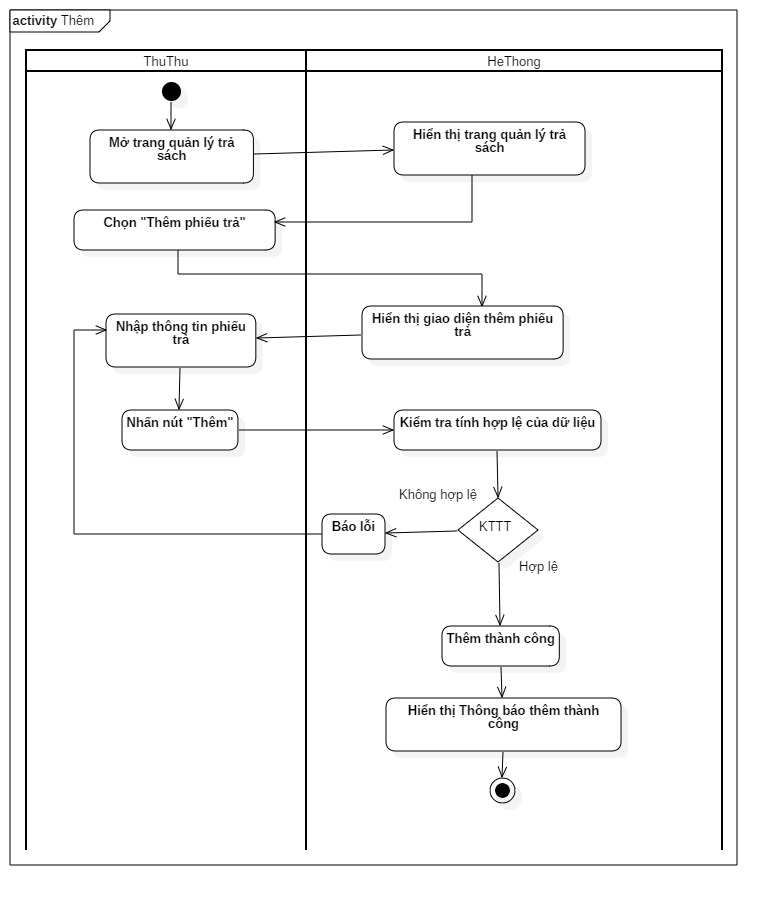 activity Thêm
ThuThu
HeThong
Mở trang quản lý trả
sách
Hiển thị trang quản lý trả
sách
Chọn "Thêm phiếu trả"
Hiển thị giao diện thêm phiếu
trả
Nhập thông tin phiếu
trả
Nhấn nút "Thêm"
Kiểm tra tính hợp lệ của dữ liệu
Không hợp lệ
Báo lỗi
KTTT
Hợp lệ
Thêm thành công
Hiển thị Thông báo thêm thành
công